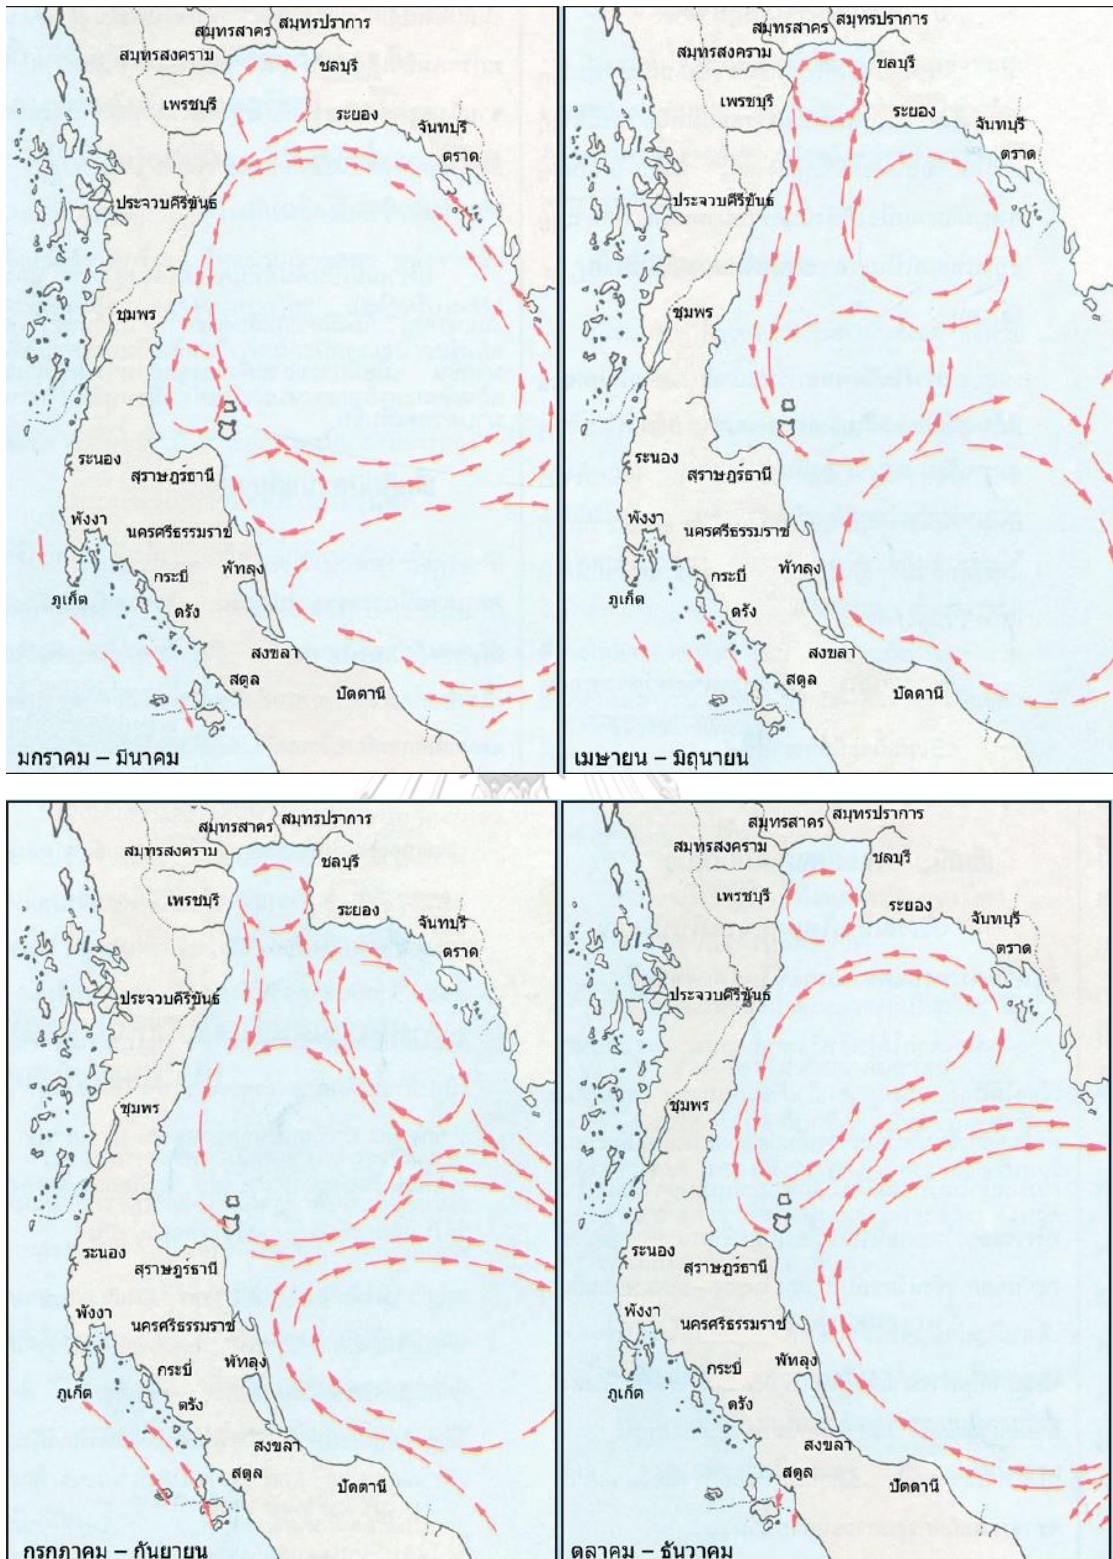 สมุทรสาคร สมุทรปราการ
สมุทรสงคราม ชลบุรี
เพรชบุรี ระยอง จันทบุรี
ตราด
ประจวบคีรีขันธ์
ชุมพร
ระนอง สุราษฎร์ธานี
พังงา นครศรีธรรมราช
กระบี่ พัทลุง
ภูเก็ต ตรัง
สงขลา
สตูล ปัตตานี
มกราคม – มีนาคม
สมุทรสาคร สมุทรปราการ
สมุทรสงคราม ชลบุรี
เพรชบุรี ระยอง จันทบุรี
ตราด
ประจวบคีรีขันธ์
ชุมพร
ระนอง สุราษฎร์ธานี
พังงา นครศรีธรรมราช
กระบี่ พัทลุง
ภูเก็ต ตรัง
สงขลา
สตูล ปัตตานี
เมษายน – มิถุนายน
สมุทรสาคร สมุทรปราการ
สมุทรสงคราม ชลบุรี
เพรชบุรี ระยอง จันทบุรี
ตราด
ประจวบคีรีขันธ์
ชุมพร
ระนอง สุราษฎร์ธานี
พังงา นครศรีธรรมราช
กระบี่ พัทลุง
ภูเก็ต ตรัง
สงขลา
สตูล ปัตตานี
กรกฎาคม – กันยายน
สมุทรสาคร สมุทรปราการ
สมุทรสงคราม ชลบุรี
เพรชบุรี ระยอง จันทบุรี
ตราด
ประจวบคีรีขันธ์
ชุมพร
ระนอง สุราษฎร์ธานี
พังงา นครศรีธรรมราช
กระบี่ พัทลุง
ภูเก็ต ตรัง
สงขลา
สตูล ปัตตานี
ตุลาคม – ธันวาคม